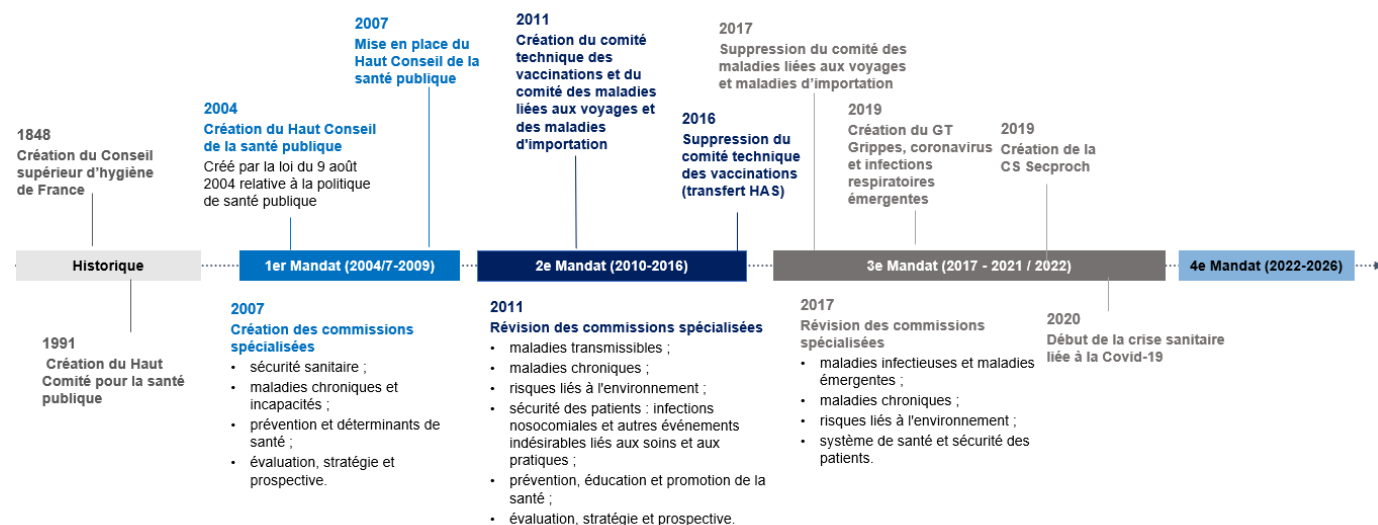 1848
Création du Conseil
supérieur d'hygiène
de France
2004
Création du Haut Conseil
de la santé publique
Créé par la loi du 9 août
2004 relative à la politique
de santé publique
2007
Mise en place du
Haut Conseil de la
santé publique
2011
Création du comité
technique des
vaccinations et du
comité des maladies
liées aux voyages et
des maladies
d'importation
2016
Suppression du
comité technique
des vaccinations
(transfert HAS)
2017
Suppression du comité des
maladies liées aux voyages
et maladies d'importation
2019
Création du GT
Grippes, coronavirus
et infections
respiratoires
émergentes
2019
Création de la
CS Secproch
Historique
1er Mandat (2004/7-2009)
2e Mandat (2010-2016)
3e Mandat (2017 - 2021 / 2022)
4e Mandat (2022-2026)
1991
Création du Haut
Comité pour la santé
publique
2007
Création des commissions
spécialisées
• sécurité sanitaire ;
• maladies chroniques et
incapacités ;
• prévention et déterminants de
santé ;
• évaluation, stratégie et
prospective.
2011
Révision des commissions spécialisées
• maladies transmissibles ;
• maladies chroniques ;
• risques liés à l'environnement ;
• sécurité des patients : infections
nosocomiales et autres événements
indésirables liés aux soins et aux
pratiques ;
• prévention, éducation et promotion de la
santé ;
• évaluation, stratégie et prospective.
2017
Révision des commissions
spécialisées
• maladies infectieuses et maladies
émergentes ;
• maladies chroniques ;
• risques liés à l'environnement ;
• système de santé et sécurité des
patients.
2020
Début de la crise sanitaire
liée à la Covid-19